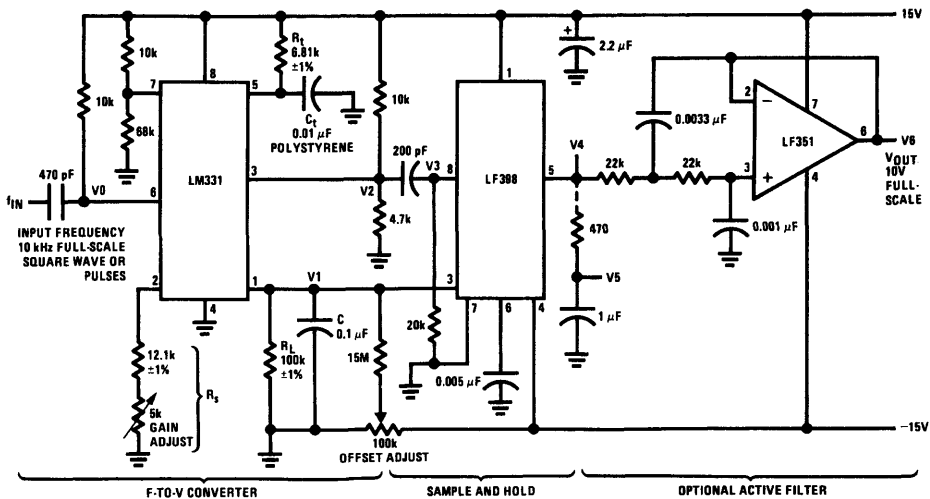 15V
10k
8
Rt
6.81k
±1%
+
2.2 µF
1
7
5
10k
10k
68k
Ct
0.01 µF
POLYSTYRENE
0.0033 µF
2
−
7
LF351
6
V6
VOUT
10V
FULL-
SCALE
3
+
4
470 pF
V0
6
fIN
LM331
3
V2
200 pF
V3
8
LF398
5
V4
22k
22k
0.001 µF
4.7k
470
INPUT FREQUENCY
10 kHz FULL-SCALE
SQUARE WAVE OR
PULSES
2
1
V1
3
V5
4
7
6
4
1 µF
12.1k
±1%
Rs
5k
GAIN
ADJUST
RL
100k
±1%
C
0.1 µF
15M
20k
0.005 µF
100k
OFFSET ADJUST
−15V
F-TO-V CONVERTER
SAMPLE AND HOLD
OPTIONAL ACTIVE FILTER